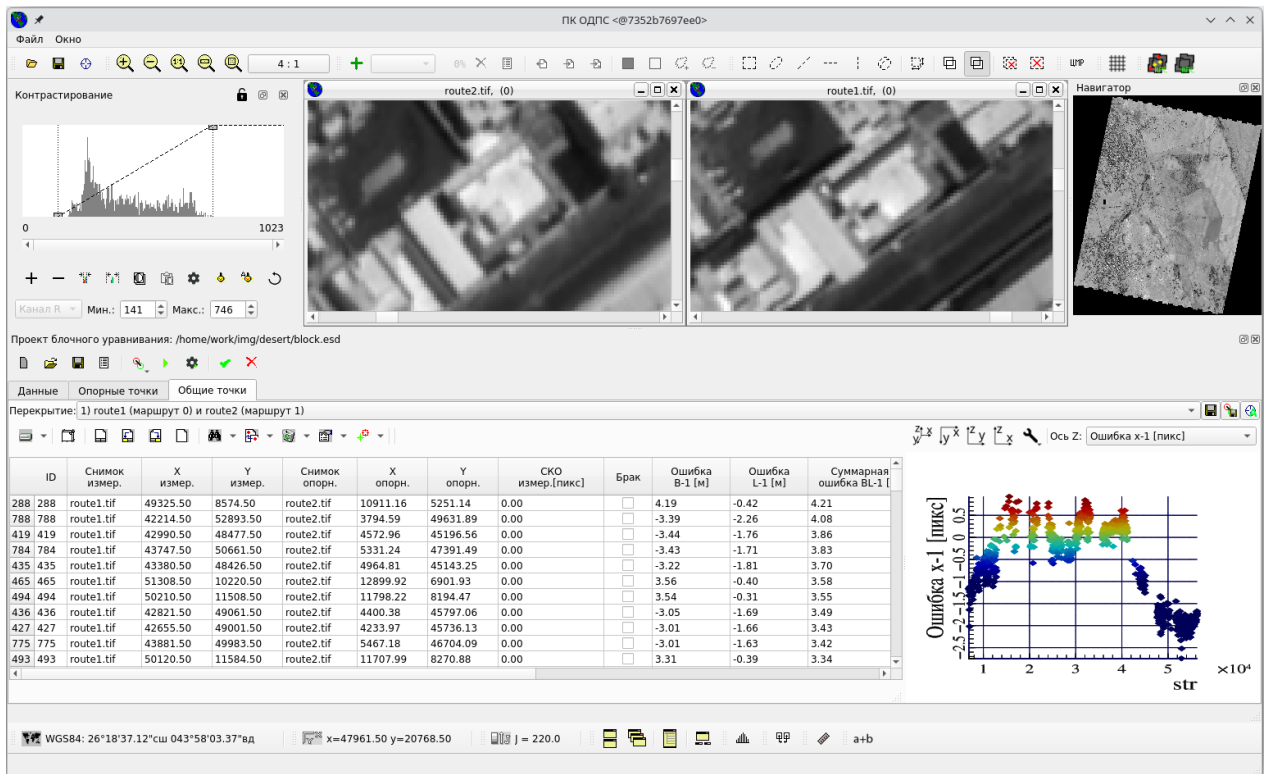 ПК ОДПС <@7352b7697ee0>
Файл Окно
4 : 1
0%
ЦМР
Контрастирование
0 1023
Канал R Мин.: 141 Макс.: 746
route2.tif, (0)
route1.tif, (0)
Навигатор
Проект блочного уравнивания: /home/work/img/desert/block.esd
Данные Опорные точки Общие точки
Перекрытие: 1) route1 (маршрут 0) и route2 (маршрут 1)
Z X y
y X
Z y
Z x
Ось Z: Ошибка x-1 [пикс]
ID Снимок измер. X измер. Y измер. Снимок опорн. X опорн. Y опорн. СКО измер.[пикс] Брак Ошибка B-1 [м] Ошибка L-1 [м] Суммарная ошибка BL-1 [
288 288 route1.tif 49325.50 8574.50 route2.tif 10911.16 5251.14 0.00 4.19 -0.42 4.21
788 788 route1.tif 42214.50 52893.50 route2.tif 3794.59 49631.89 0.00 -3.39 -2.26 4.08
419 419 route1.tif 42990.50 48477.50 route2.tif 4572.96 45196.56 0.00 -3.44 -1.76 3.86
784 784 route1.tif 43747.50 50661.50 route2.tif 5331.24 47391.49 0.00 -3.43 -1.71 3.83
435 435 route1.tif 43380.50 48426.50 route2.tif 4964.81 45143.25 0.00 -3.22 -1.81 3.70
465 465 route1.tif 51308.50 10220.50 route2.tif 12899.92 6901.93 0.00 3.56 -0.40 3.58
494 494 route1.tif 50210.50 11508.50 route2.tif 11798.22 8194.47 0.00 3.54 -0.31 3.55
436 436 route1.tif 42821.50 49061.50 route2.tif 4400.38 45797.06 0.00 -3.05 -1.69 3.49
427 427 route1.tif 42655.50 49001.50 route2.tif 4233.97 45736.13 0.00 -3.01 -1.66 3.43
775 775 route1.tif 43881.50 49983.50 route2.tif 5467.18 46704.09 0.00 -3.01 -1.63 3.42
493 493 route1.tif 50120.50 11584.50 route2.tif 11707.99 8270.88 0.00 3.31 -0.39 3.34
Ошибка x-1 [пикс]
0.5
0
-0.5
-1
-1.5
-2
-2.5
1 2 3 4 5 ×10⁴
str
WGS84: 26°18'37.12"сш 043°58'03.37"вд x=47961.50 y=20768.50 J = 220.0 a+b